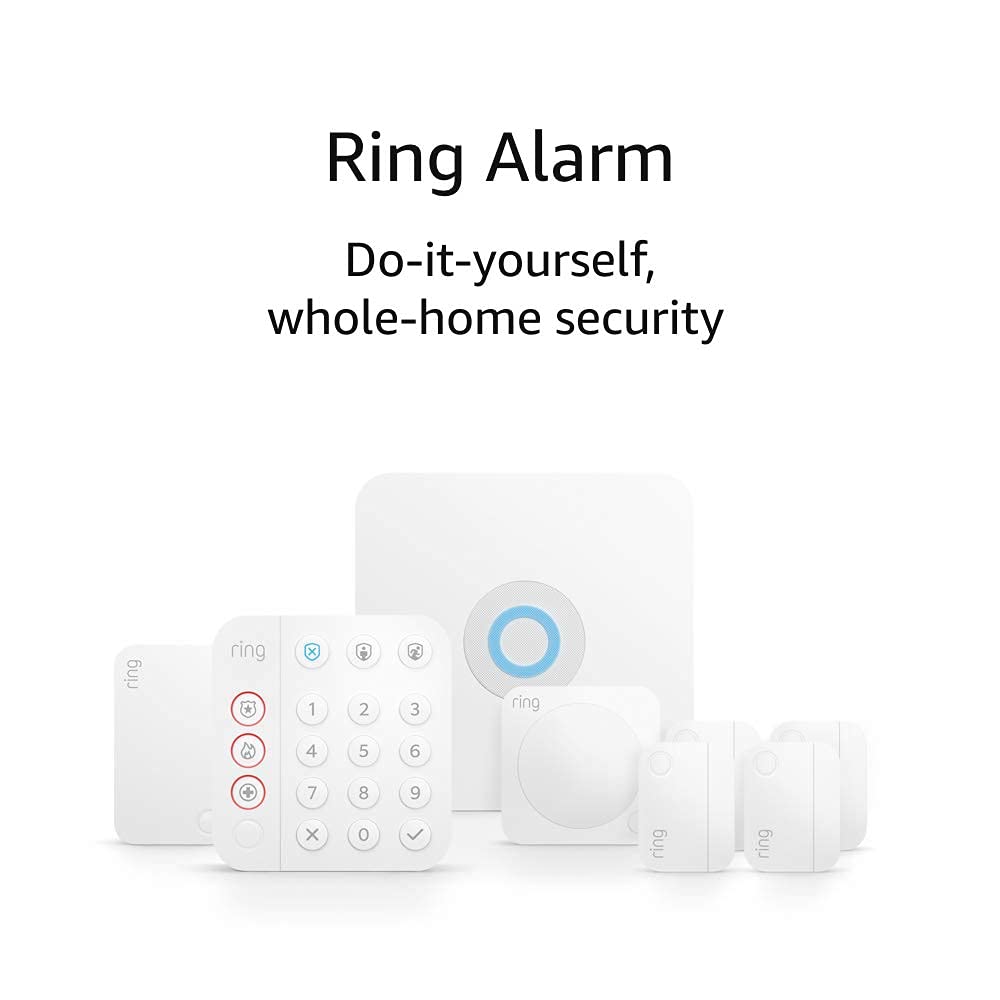 Ring Alarm
Do-it-yourself,
whole-home security
ring
ring
1 2 3
4 5 6
7 8 9
0
ring
ring
ring